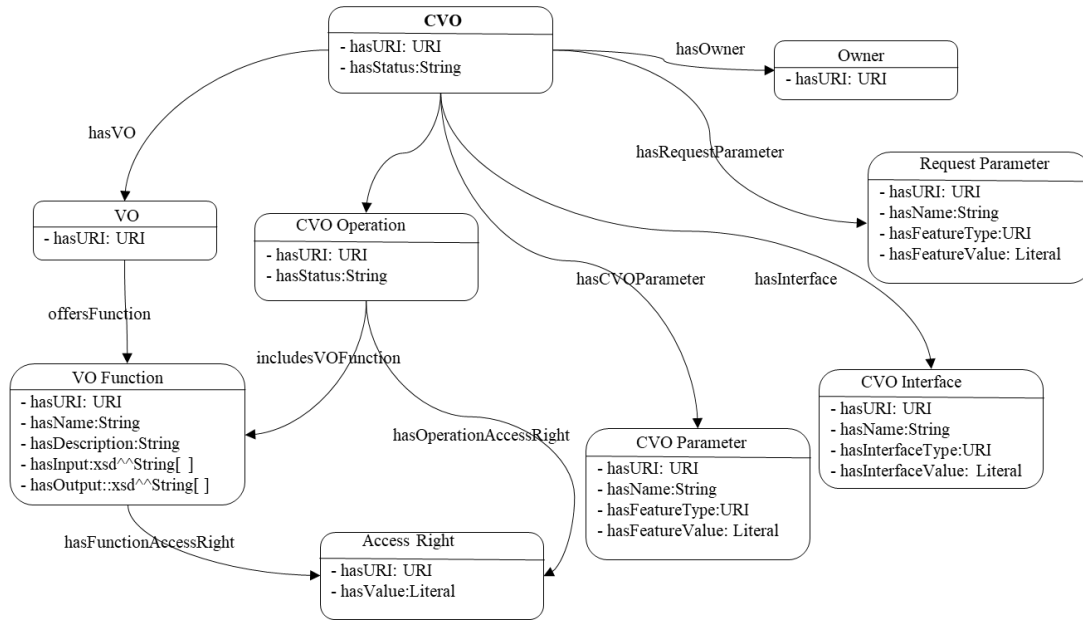 CVO
- hasURI: URI
- hasStatus:String
hasOwner
Owner
- hasURI: URI
hasVO
hasRequestParameter
Request Parameter
- hasURI: URI
- hasName:String
- hasFeatureType:URI
- hasFeatureValue: Literal
VO
- hasURI: URI
CVO Operation
- hasURI: URI
- hasStatus:String
hasCVOParameter
hasInterface
offersFunction
includesVOFunction
VO Function
- hasURI: URI
- hasName:String
- hasDescription:String
- hasInput:xsd^^String[ ]
- hasOutput::xsd^^String[ ]
hasOperationAccessRight
CVO Interface
- hasURI: URI
- hasName:String
- hasInterfaceType:URI
- hasInterfaceValue: Literal
CVO Parameter
- hasURI: URI
- hasName:String
- hasFeatureType:URI
- hasFeatureValue: Literal
hasFunctionAccessRight
Access Right
- hasURI: URI
- hasValue:Literal